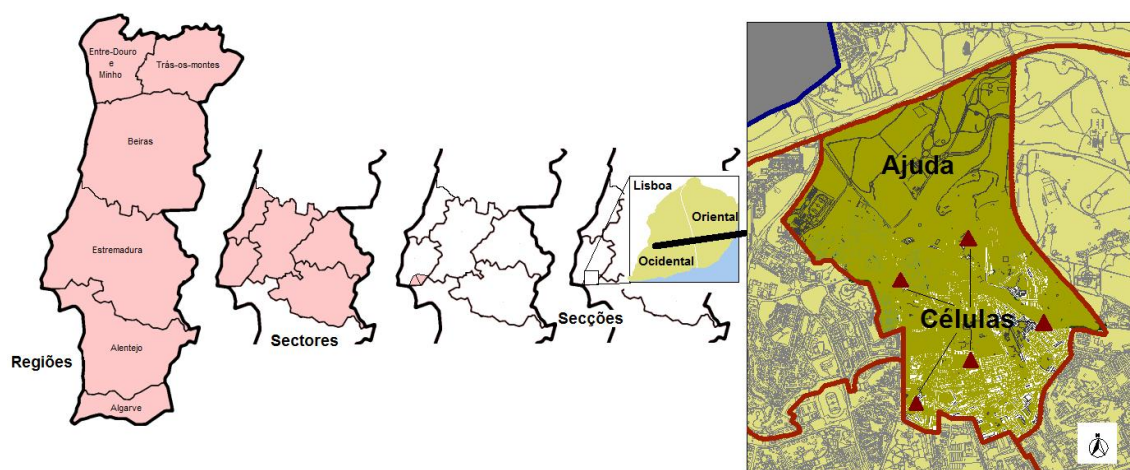 Entre-Douro
e
Minho
Trás-os-montes
Beiras
Estremadura
Alentejo
Algarve
Regiões
Sectores
Secções
Lisboa
Oriental
Ocidental
Ajuda
Células
N